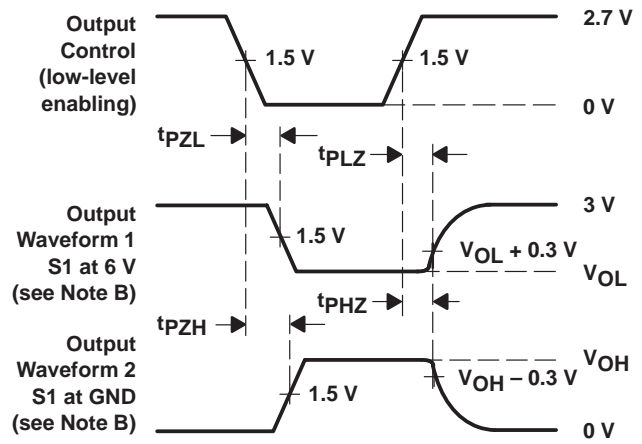 Output
Control
(low-level
enabling)
1.5 V
1.5 V
2.7 V
0 V
tPZL
tPLZ
Output
Waveform 1
S1 at 6 V
(see Note B)
1.5 V
3 V
VOL + 0.3 V
VOL
tPZH
tPHZ
Output
Waveform 2
S1 at GND
(see Note B)
1.5 V
VOH
VOH − 0.3 V
0 V